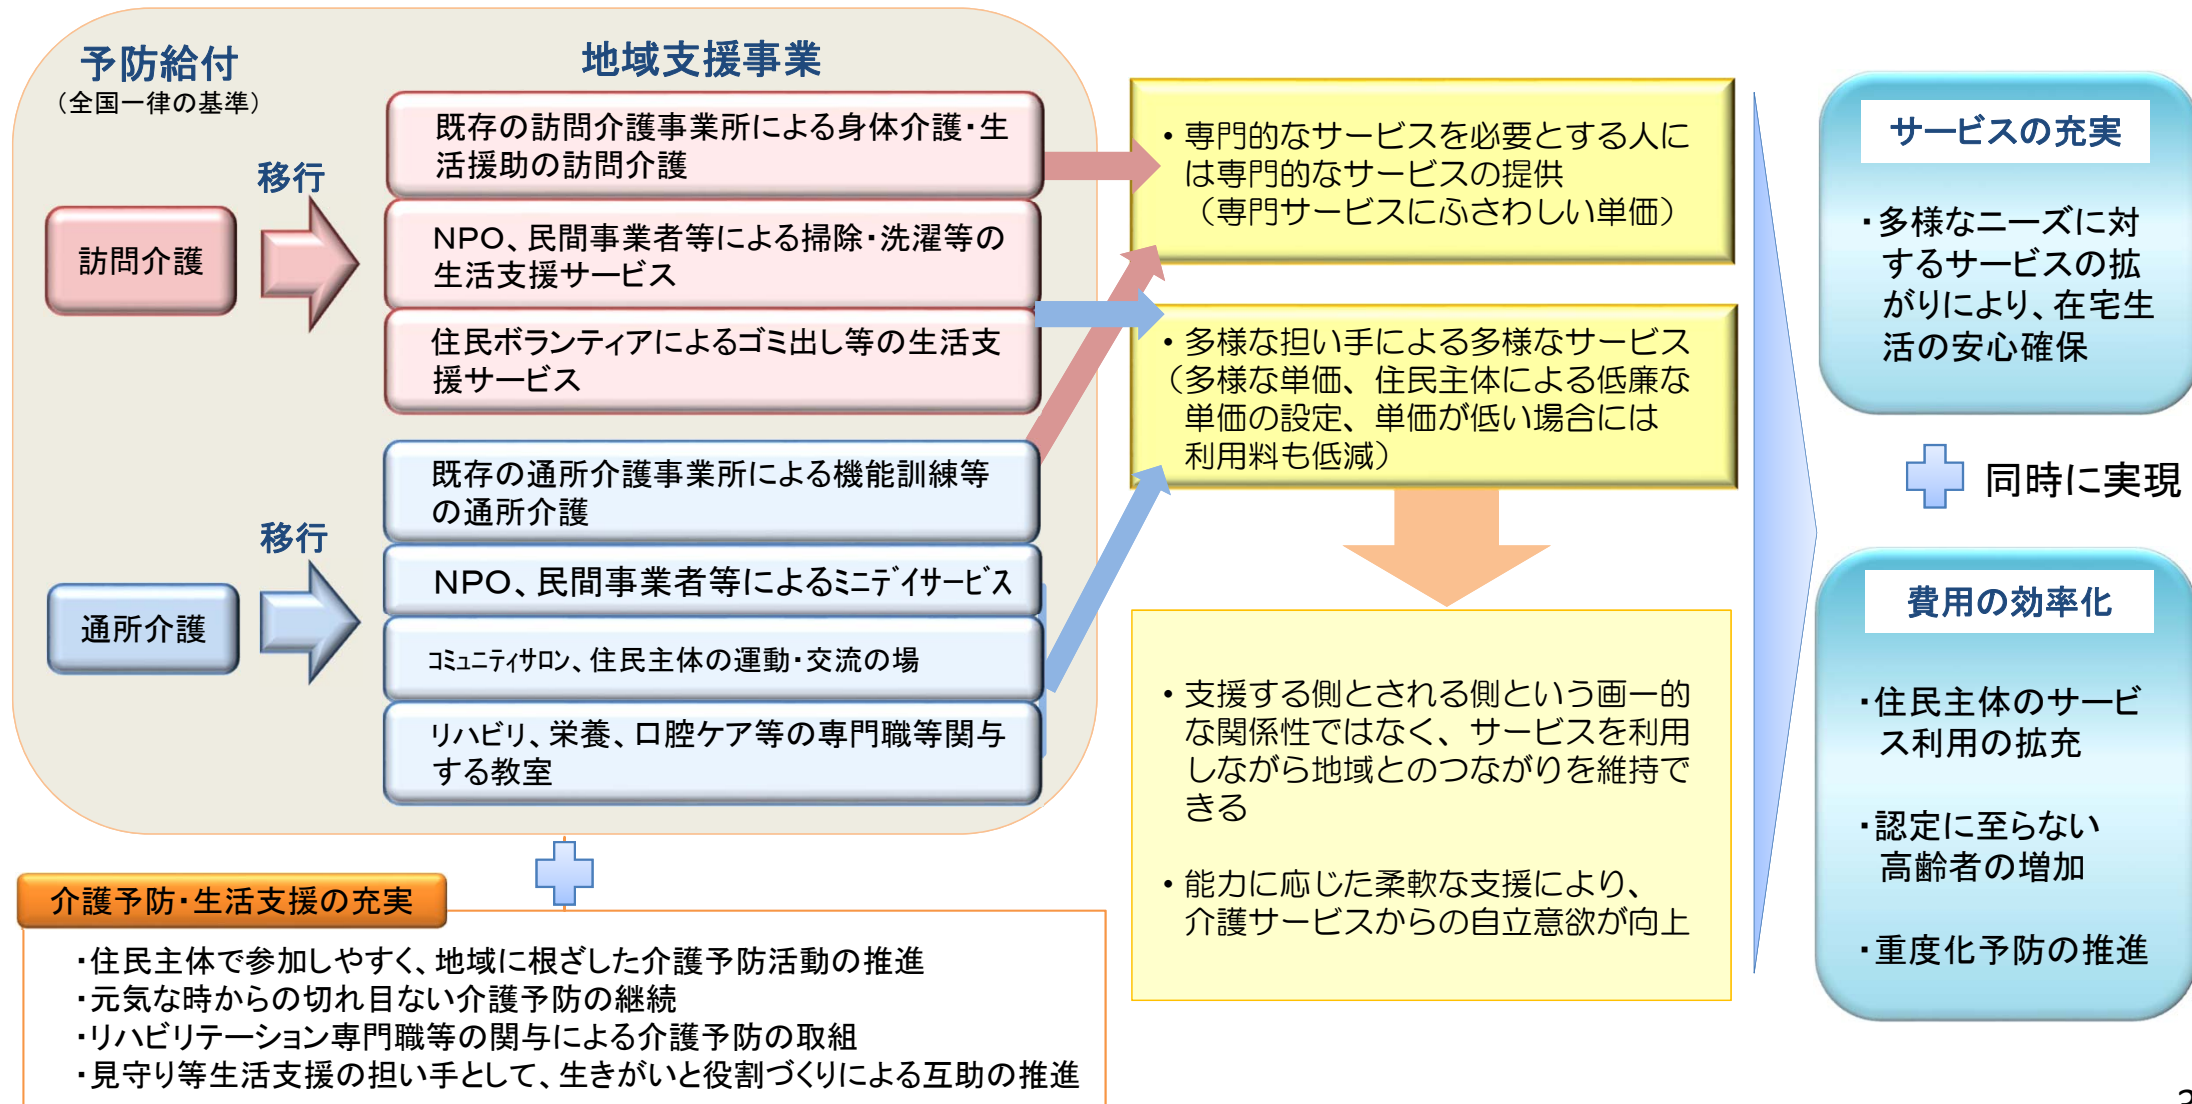 予防給付
（全国一律の基準）
地域支援事業
移行
訪問介護
既存の訪問介護事業所による身体介護・生
活援助の訪問介護
ＮＰＯ、民間事業者等による掃除・洗濯等の
生活支援サービス
住民ボランティアによるゴミ出し等の生活支
援サービス
移行
通所介護
既存の通所介護事業所による機能訓練等
の通所介護
ＮＰＯ、民間事業者等によるﾐﾆﾃﾞｲｻｰﾋﾞｽ
ｺﾐｭﾆﾃｨｻﾛﾝ、住民主体の運動・交流の場
リハビリ、栄養、口腔ケア等の専門職等関与
する教室
介護予防・生活支援の充実
・住民主体で参加しやすく、地域に根ざした介護予防活動の推進
・元気な時からの切れ目ない介護予防の継続
・リハビリテーション専門職等の関与による介護予防の取組
・見守り等生活支援の担い手として、生きがいと役割づくりによる互助の推進
・専門的なサービスを必要とする人に
は専門的なサービスの提供
（専門サービスにふさわしい単価）
・多様な担い手による多様なサービス
（多様な単価、住民主体による低廉な
単価の設定、単価が低い場合には
利用料も低減）
・支援する側とされる側という画一的
な関係性ではなく、サービスを利用
しながら地域とのつながりを維持で
きる
・能力に応じた柔軟な支援により、
介護サービスからの自立意欲が向上
サービスの充実
・多様なニーズに対
するサービスの拡
がりにより、在宅生
活の安心確保
同時に実現
費用の効率化
・住民主体のサービ
ス利用の拡充
・認定に至らない
高齢者の増加
・重度化予防の推進